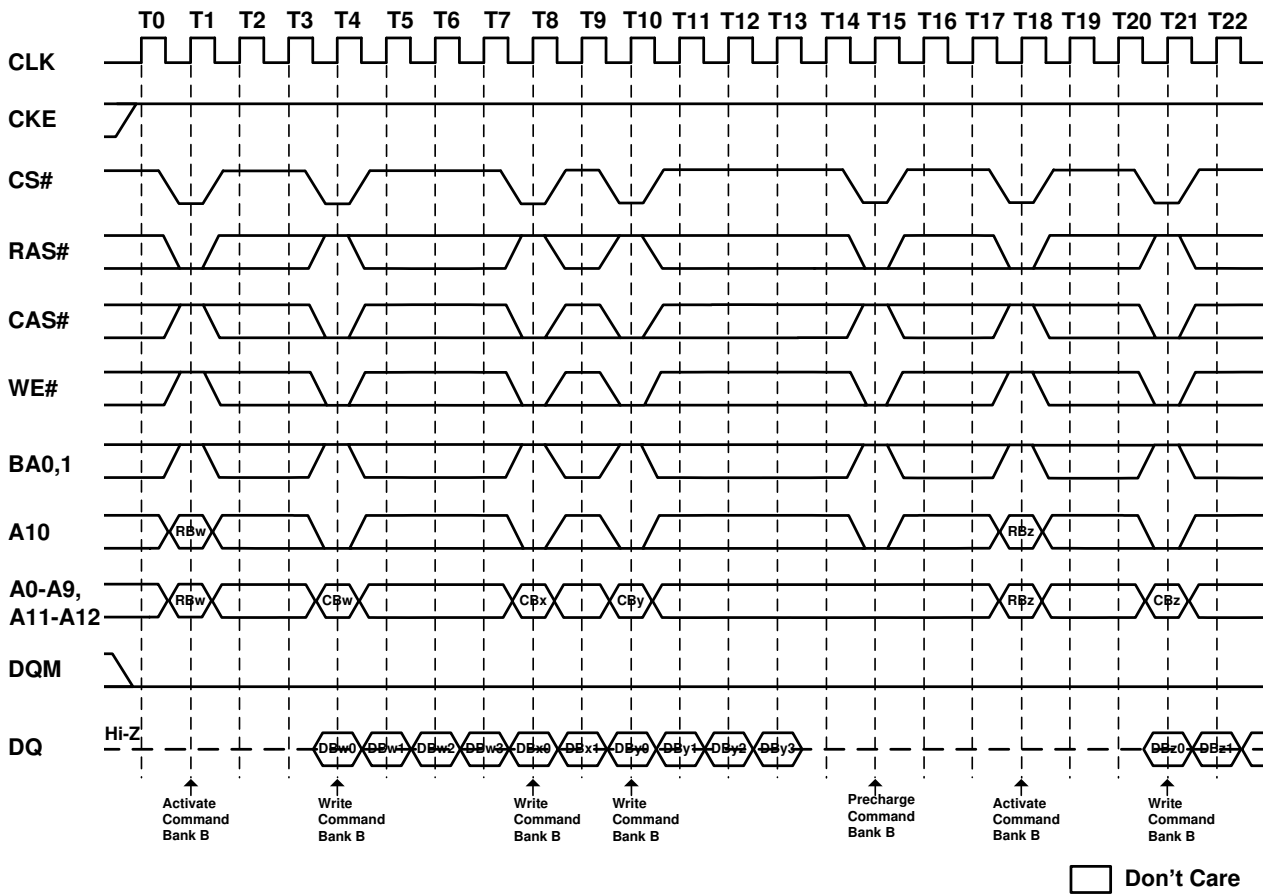 T0 T1 T2 T3 T4 T5 T6 T7 T8 T9 T10 T11 T12 T13 T14 T15 T16 T17 T18 T19 T20 T21 T22
CLK
CKE
CS#
RAS#
CAS#
WE#
BA0,1
A10 RBw RBz
A0-A9,
A11-A12 RBw CBw CBx CBy RBz CBz
DQM
DQ Hi-Z DBw0 DBw1 DBw2 DBw3 DBx0 DBx1 DBy0 DBy1 DBy2 DBy3 DBz0 DBz1
Activate
Command
Bank B
Write
Command
Bank B
Write
Command
Bank B
Write
Command
Bank B
Precharge
Command
Bank B
Activate
Command
Bank B
Write
Command
Bank B
Don't Care